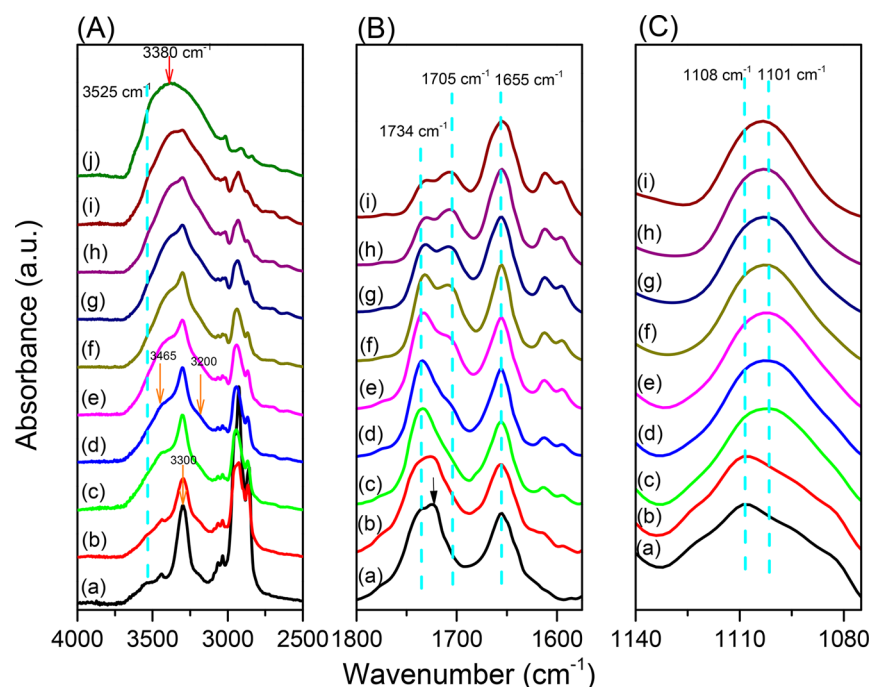 (A)
(B)
(C)
3380 cm-1
3525 cm-1
1705 cm-1
1655 cm-1
1734 cm-1
1108 cm-1
1101 cm-1
(j)
(i)
(h)
(g)
(f)
3465
3200
(e)
(d)
3300
(c)
(b)
(a)
(i)
(h)
(g)
(f)
(e)
(d)
(c)
(b)
(a)
(i)
(h)
(g)
(f)
(e)
(d)
(c)
(b)
(a)
4000 3500 3000 2500
1800 1700 1600
1140 1110 1080
Absorbance (a.u.)
Wavenumber (cm-1)